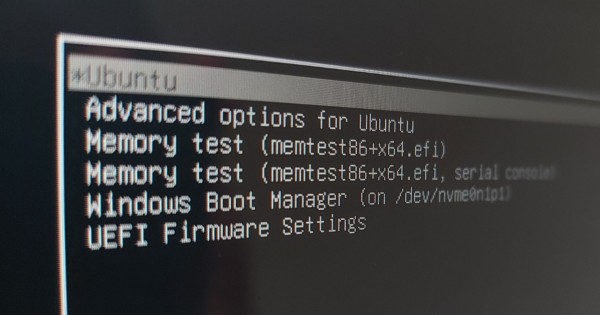 *Ubuntu
Advanced options for Ubuntu
Memory test (memtest86+x64.efi)
Memory test (memtest86+x64.efi, serial console)
Windows Boot Manager (on /dev/nvme0n1p1)
UEFI Firmware Settings